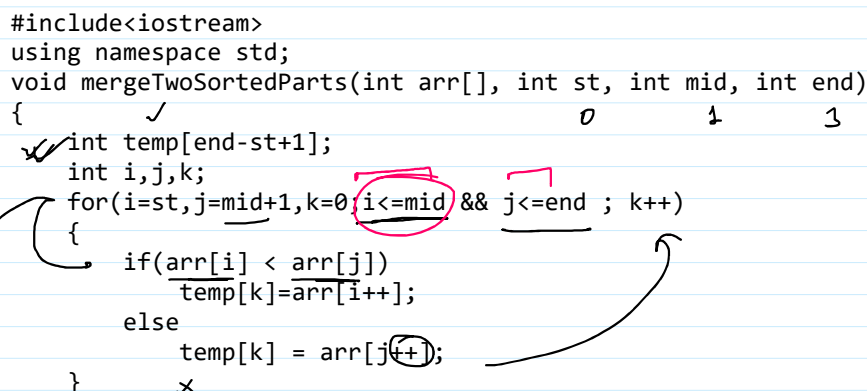 #include<iostream>
using namespace std;
void mergeTwoSortedParts(int arr[], int st, int mid, int end)
{ 0 1 3
int temp[end-st+1];
int i,j,k;
for(i=st,j=mid+1,k=0;i<=mid && j<=end ; k++)
{
if(arr[i] < arr[j])
temp[k]=arr[i++];
else
temp[k] = arr[j++];
}